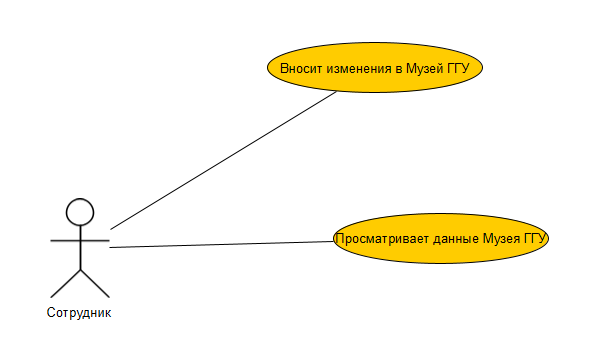 Вносит изменения в Музей ГГУ
Просматривает данные Музея ГГУ
Сотрудник